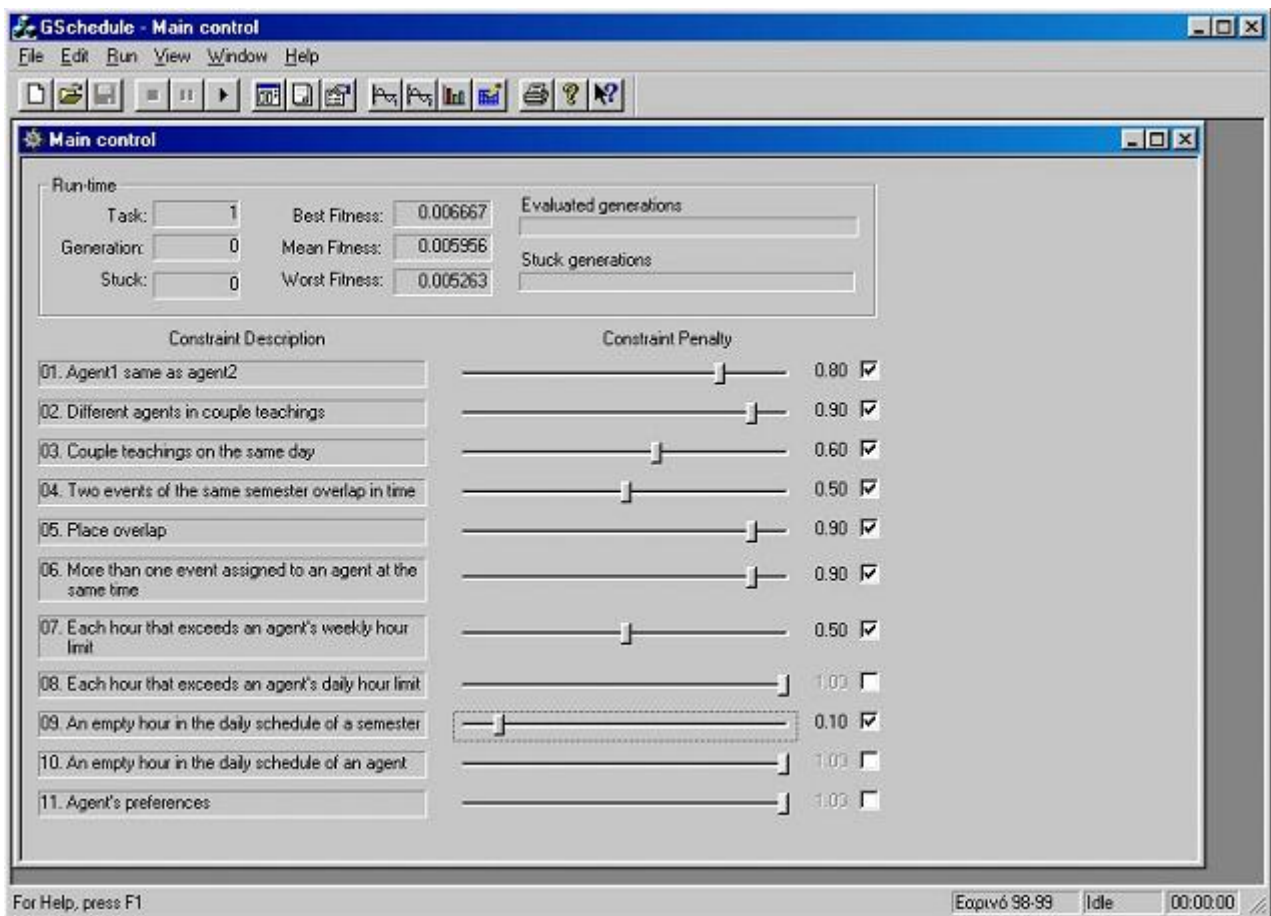 GSchedule - Main control
File Edit Run View Window Help
Main control
Run-time
Task: 1
Best Fitness: 0.006667
Evaluated generations
Generation: 0
Mean Fitness: 0.005956
Stuck generations
Stuck: 0
Worst Fitness: 0.005263
Constraint Description
Constraint Penalty
01. Agent1 same as agent2 0.80
02. Different agents in couple teachings 0.90
03. Couple teachings on the same day 0.60
04. Two events of the same semester overlap in time 0.50
05. Place overlap 0.90
06. More than one event assigned to an agent at the
same time 0.90
07. Each hour that exceeds an agent's weekly hour
limit 0.50
08. Each hour that exceeds an agent's daily hour limit
09. An empty hour in the daily schedule of a semester 0.10
10. An empty hour in the daily schedule of an agent
11. Agent's preferences
For Help, press F1
Εαρινό 98-99
Idle
00:00:00